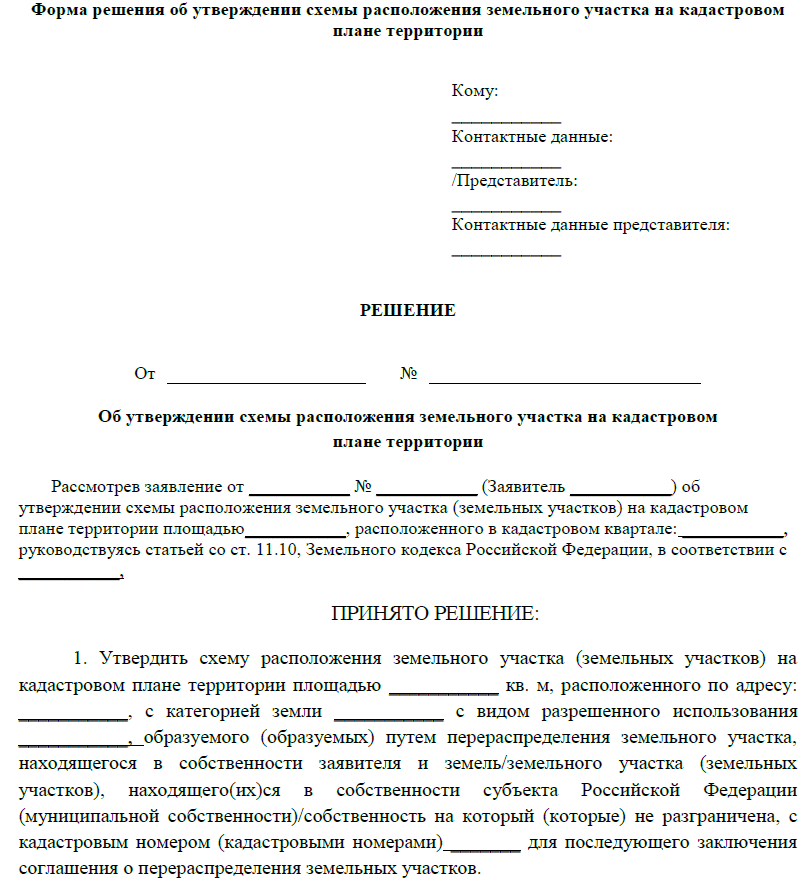 Форма решения об утверждении схемы расположения земельного участка на кадастровом
плане территории
Кому:
____________
Контактные данные:
____________
/Представитель:
____________
Контактные данные представителя:
____________
РЕШЕНИЕ
От ______________________ № ______________________________
Об утверждении схемы расположения земельного участка на кадастровом
плане территории
Рассмотрев заявление от ___________ № ___________ (Заявитель ___________) об
утверждении схемы расположения земельного участка (земельных участков) на кадастровом
плане территории площадью___________, расположенного в кадастровом квартале: ___________,
руководствуясь статьей со ст. 11.10, Земельного кодекса Российской Федерации, в соответствии с
___________,
ПРИНЯТО РЕШЕНИЕ:
1. Утвердить схему расположения земельного участка (земельных участков) на
кадастровом плане территории площадью ___________ кв. м, расположенного по адресу:
___________, с категорией земли ___________ с видом разрешенного использования
___________, образуемого (образуемых) путем перераспределения земельного участка,
находящегося в собственности заявителя и земель/земельного участка (земельных
участков), находящего(их)ся в собственности субъекта Российской Федерации
(муниципальной собственности)/собственность на который (которые) не разграничена, с
кадастровым номером (кадастровыми номерами)________ для последующего заключения
соглашения о перераспределения земельных участков.